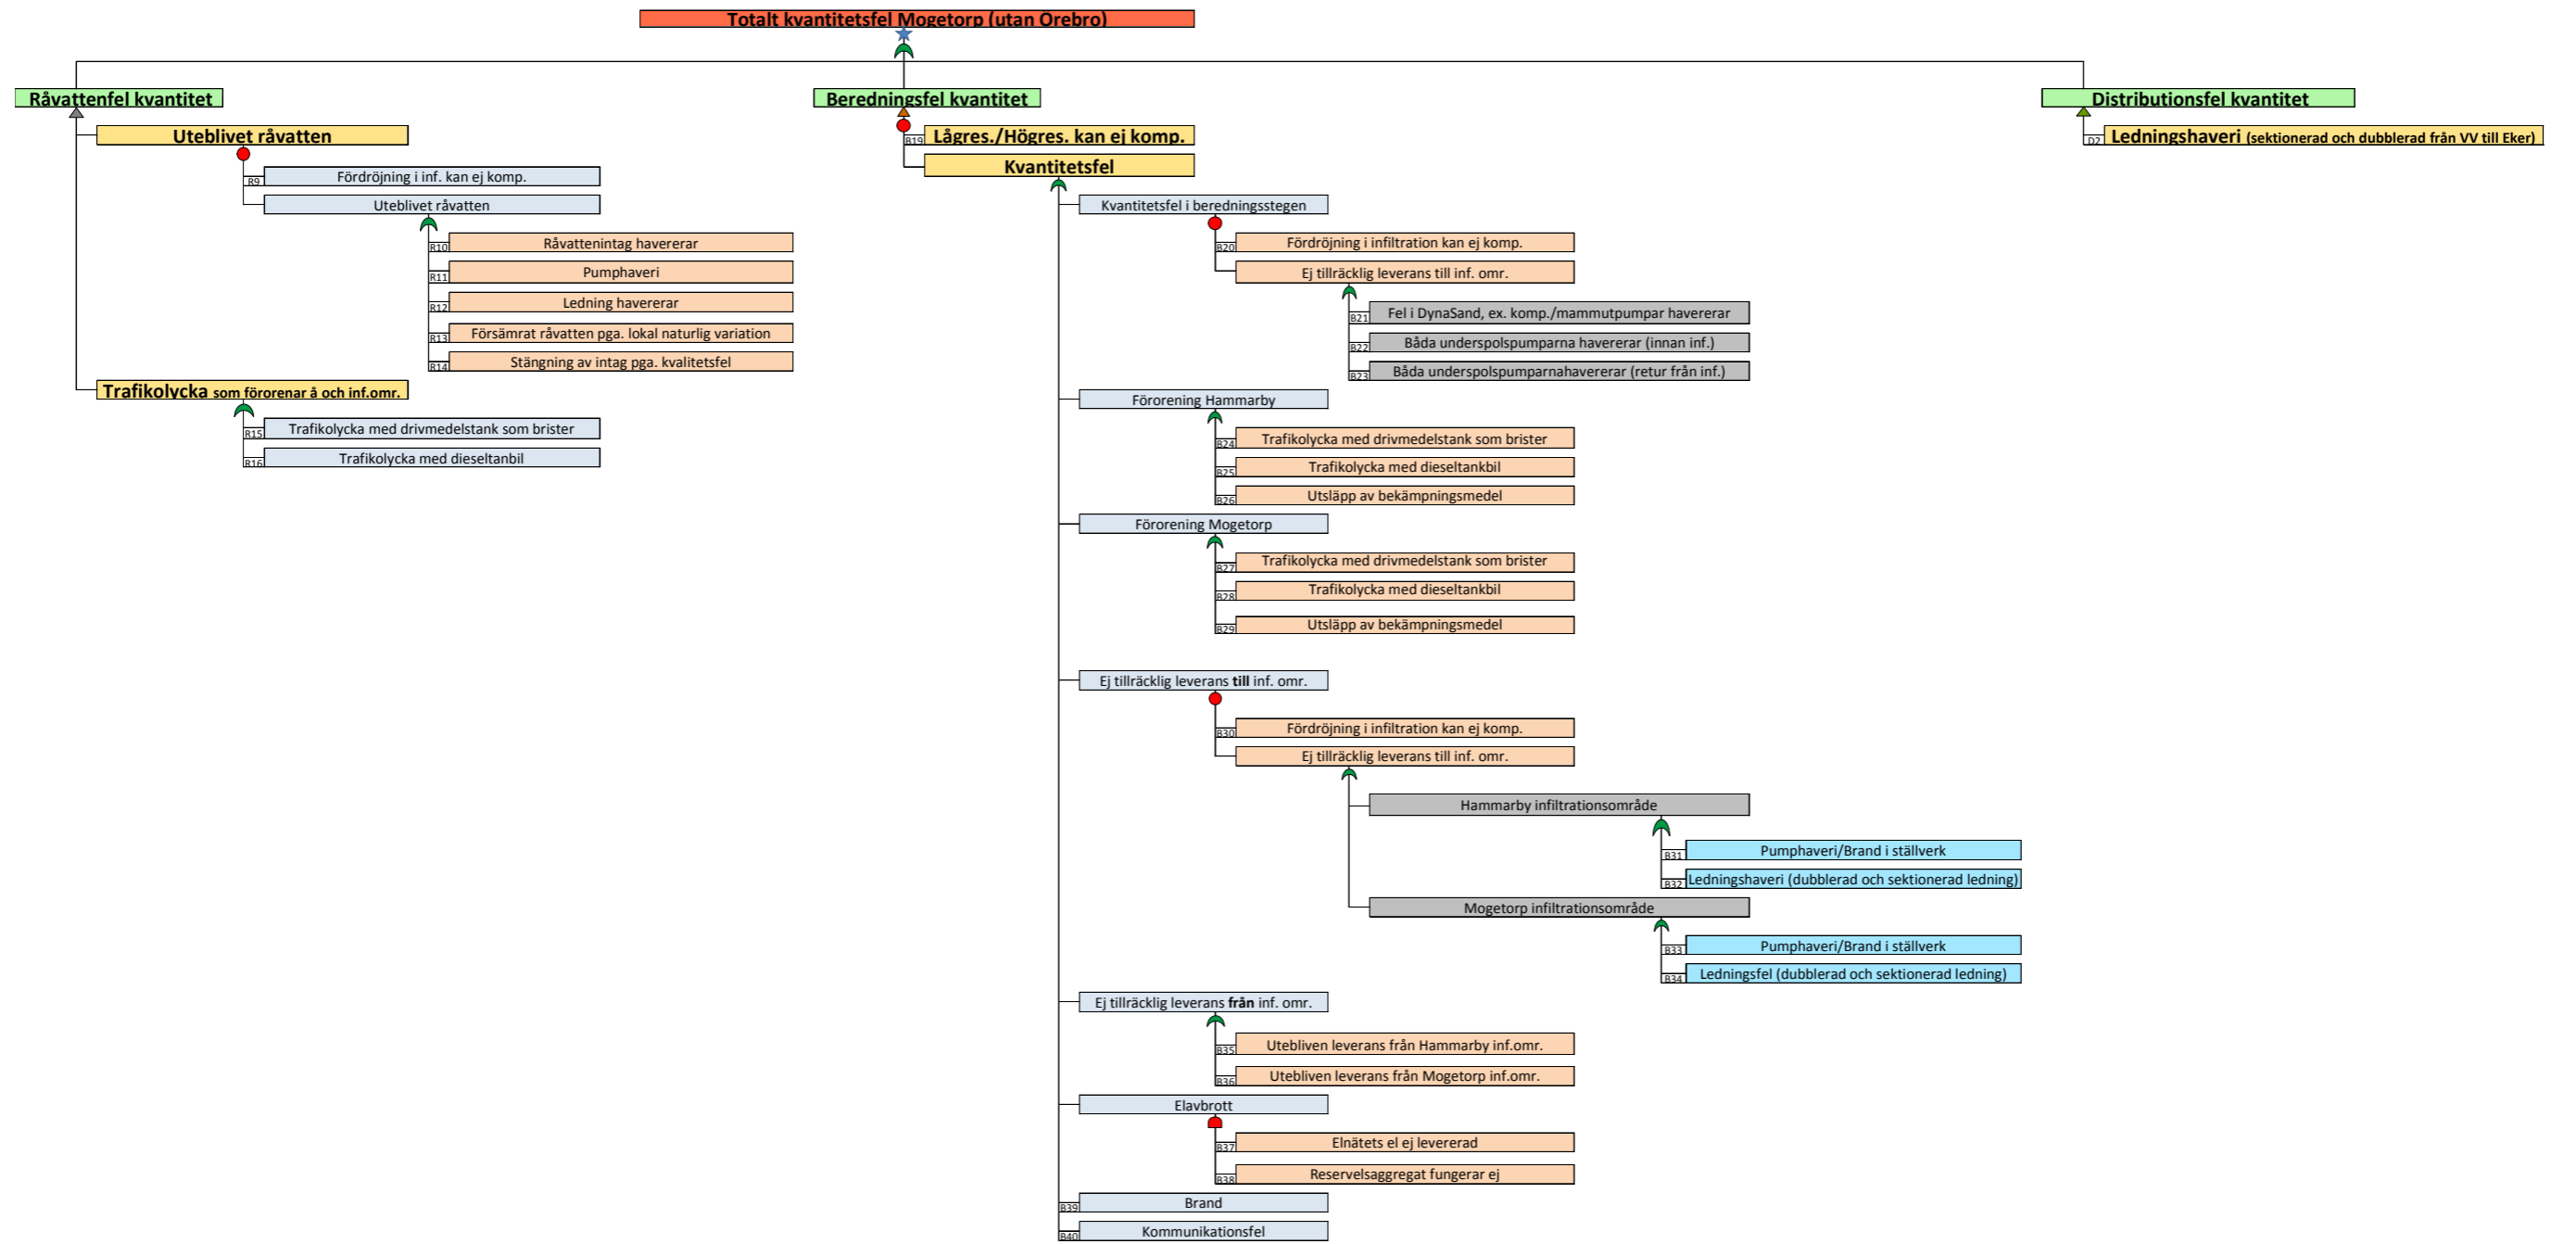 Totalt kvantitetsfel Mogetorp (utan Örebro)
Råvattenfel kvantitet
Uteblivet råvatten
R9 Fördröjning i inf. kan ej komp.
Uteblivet råvatten
R10 Råvattenintag havererar
R11 Pumphaveri
R12 Ledning havererar
R13 Försämrat råvatten pga. lokal naturlig variation
R14 Stängning av intag pga. kvalitetsfel
Trafikolycka som förorenar å och inf.omr.
R15 Trafikolycka med drivmedelstank som brister
R16 Trafikolycka med dieseltanbil
Beredningsfel kvantitet
B19 Lågres./Högres. kan ej komp.
Kvantitetsfel
Kvantitetsfel i beredningsstegen
B20 Fördröjning i infiltration kan ej komp.
Ej tillräcklig leverans till inf. omr.
B21 Fel i DynaSand, ex. komp./mammutpumpar havererar
B22 Båda underspolspumparna havererar (innan inf.)
B23 Båda underspolspumparnahavererar (retur från inf.)
Förorening Hammarby
B24 Trafikolycka med drivmedelstank som brister
B25 Trafikolycka med dieseltankbil
B26 Utsläpp av bekämpningsmedel
Förorening Mogetorp
B27 Trafikolycka med drivmedelstank som brister
B28 Trafikolycka med dieseltankbil
B29 Utsläpp av bekämpningsmedel
Ej tillräcklig leverans till inf. omr.
B30 Fördröjning i infiltration kan ej komp.
Ej tillräcklig leverans till inf. omr.
Hammarby infiltrationsområde
B31 Pumphaveri/Brand i ställverk
B32 Ledningshaveri (dubblerad och sektionerad ledning)
Mogetorp infiltrationsområde
B33 Pumphaveri/Brand i ställverk
B34 Ledningsfel (dubblerad och sektionerad ledning)
Ej tillräcklig leverans från inf. omr.
B35 Utebliven leverans från Hammarby inf.omr.
B36 Utebliven leverans från Mogetorp inf.omr.
Elavbrott
B37 Elnätets el ej levererad
B38 Reservelsaggregat fungerar ej
B39 Brand
B40 Kommunikationsfel
Distributionsfel kvantitet
D2 Ledningshaveri (sektionerad och dubblerad från VV till Eker)